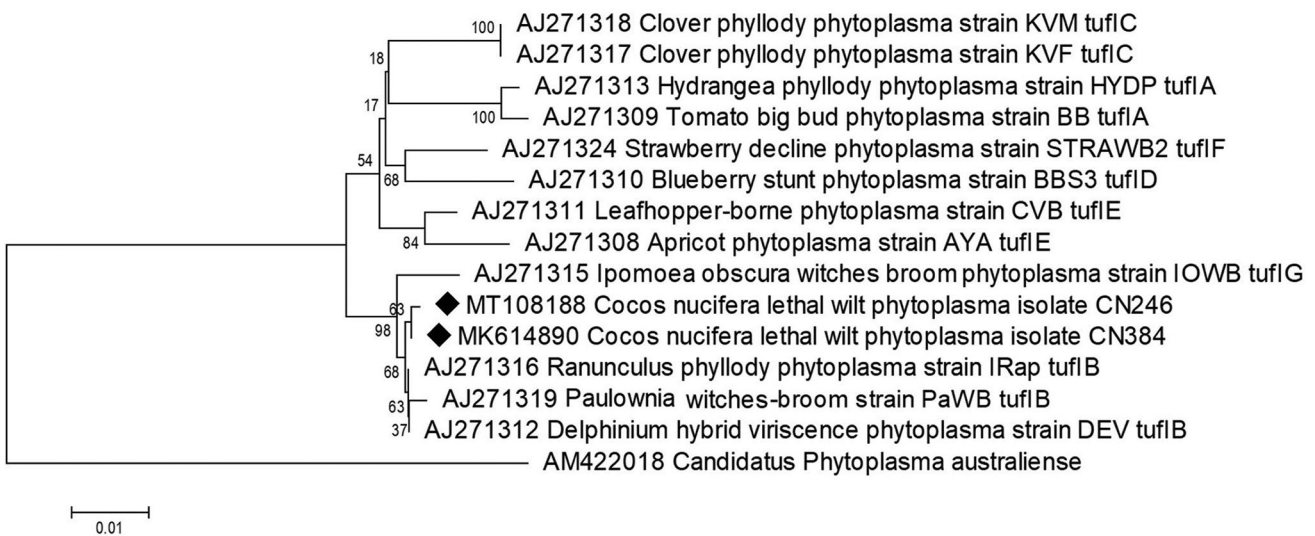 100 AJ271318 Clover phyllody phytoplasma strain KVM tufIC
AJ271317 Clover phyllody phytoplasma strain KVF tufIC
18
AJ271313 Hydrangea phyllody phytoplasma strain HYDP tufIA
17
100 AJ271309 Tomato big bud phytoplasma strain BB tufIA
AJ271324 Strawberry decline phytoplasma strain STRAWB2 tufIF
54
68 AJ271310 Blueberry stunt phytoplasma strain BBS3 tufID
AJ271311 Leafhopper-borne phytoplasma strain CVB tufIE
84 AJ271308 Apricot phytoplasma strain AYA tufIE
AJ271315 Ipomoea obscura witches broom phytoplasma strain IOWB tufIG
63 MT108188 Cocos nucifera lethal wilt phytoplasma isolate CN246
98 MK614890 Cocos nucifera lethal wilt phytoplasma isolate CN384
68 AJ271316 Ranunculus phyllody phytoplasma strain IRap tufIB
63 AJ271319 Paulownia witches-broom strain PaWB tufIB
37 AJ271312 Delphinium hybrid viriscence phytoplasma strain DEV tufIB
AM422018 Candidatus Phytoplasma australiense
0.01